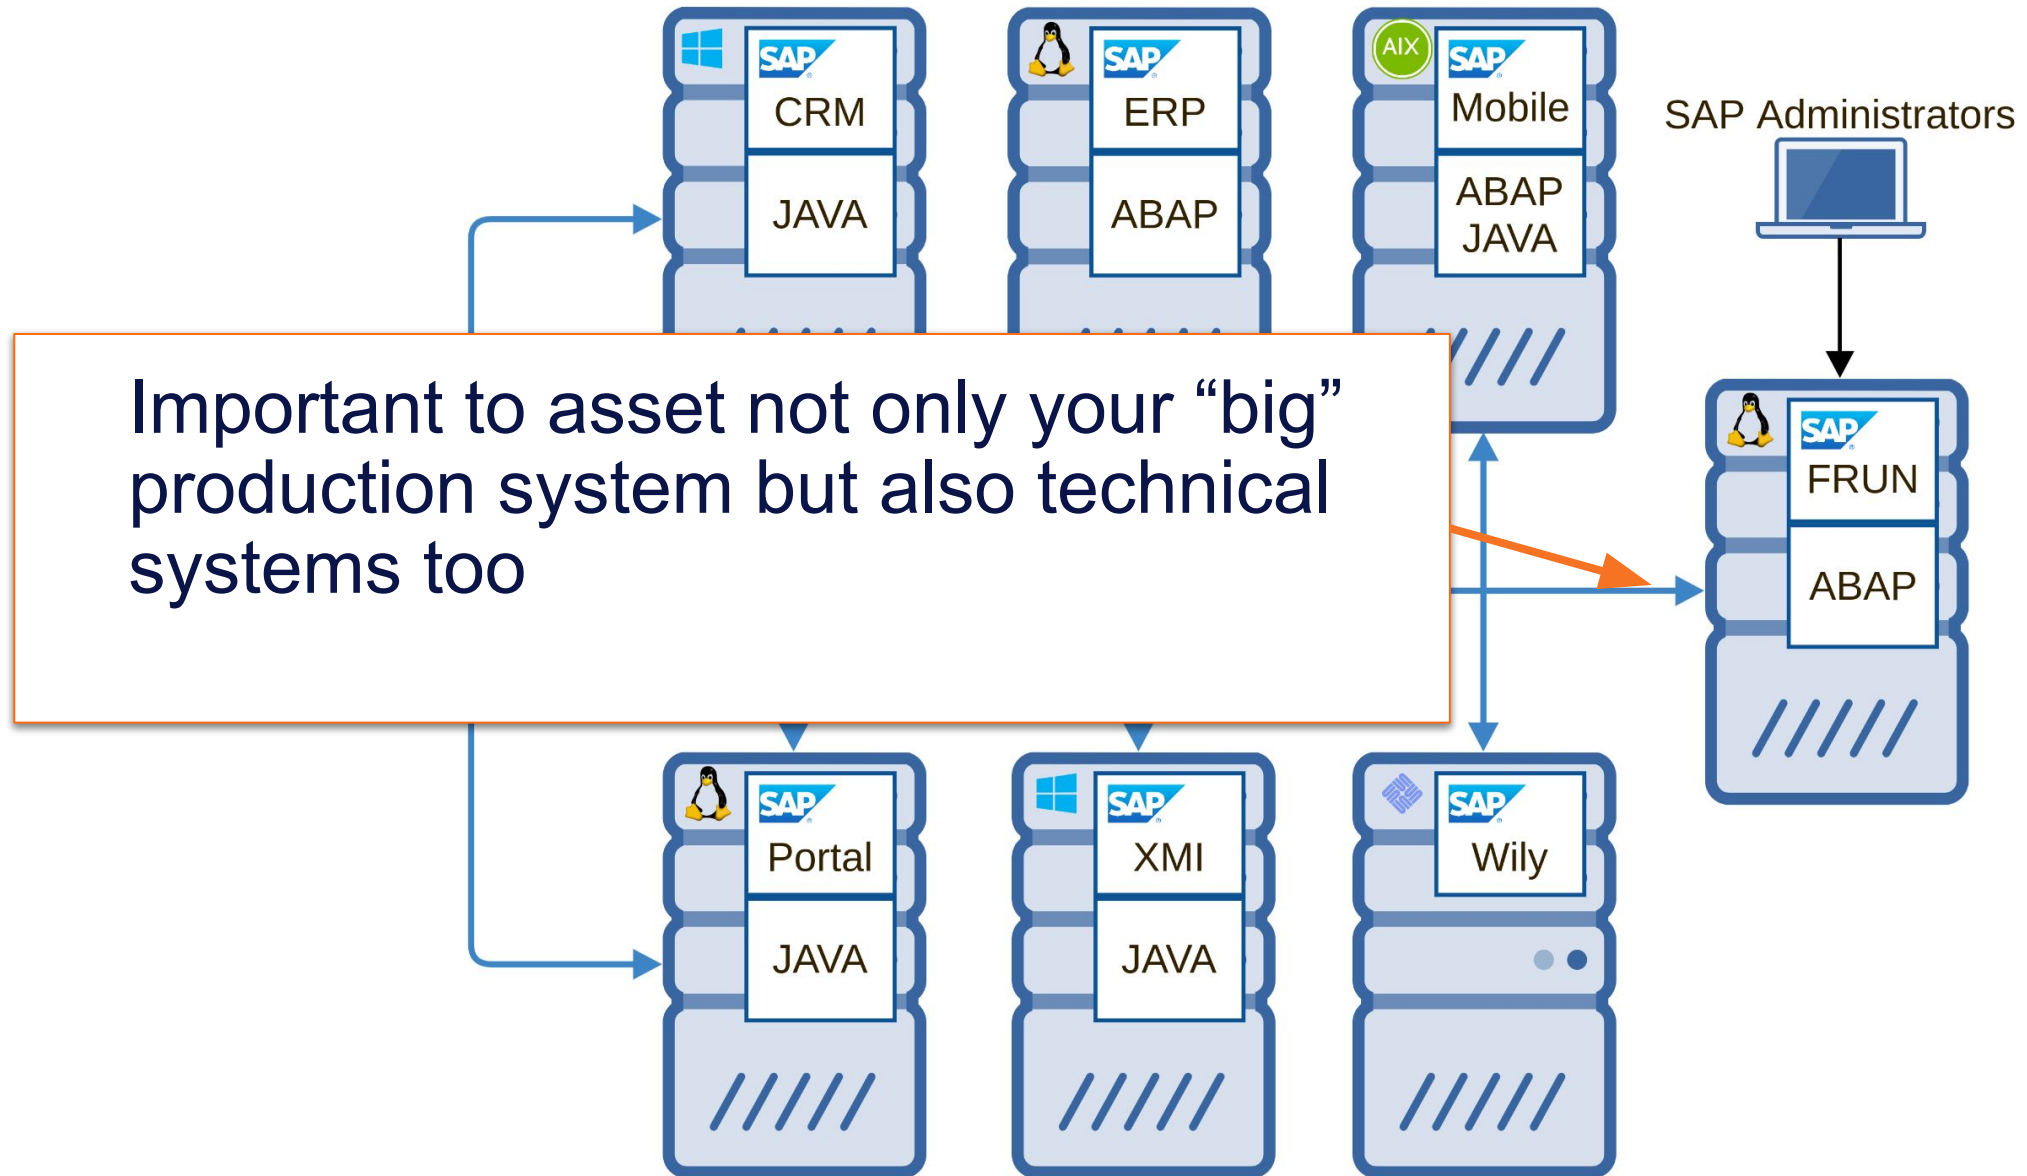 SAP
CRM
JAVA
SAP
ERP
ABAP
AIX
SAP
Mobile
ABAP
JAVA
SAP Administrators
Important to asset not only your “big”
production system but also technical
systems too
SAP
FRUN
ABAP
SAP
Portal
JAVA
SAP
XMI
JAVA
SAP
Wily